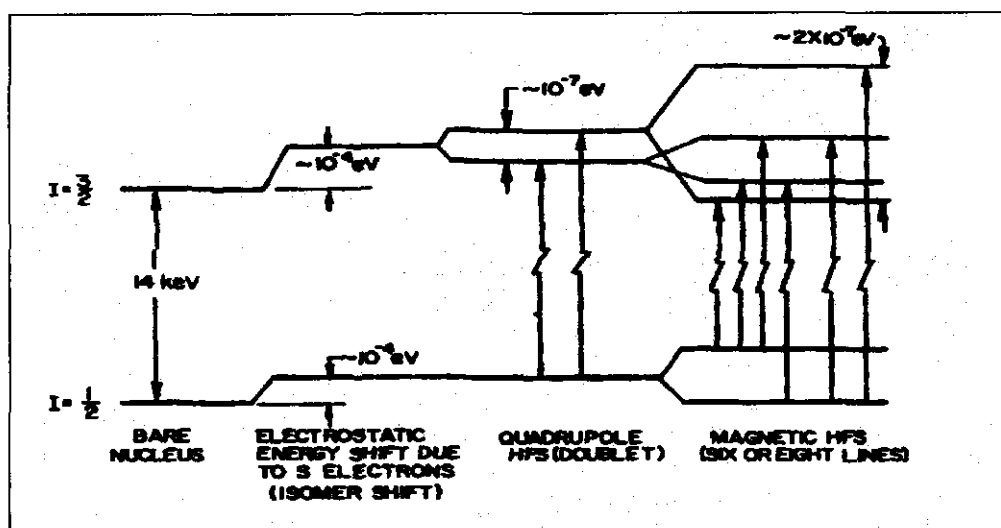 ~2X10⁻⁷eV
~10⁻⁷eV
~10⁻⁴eV
I = 3/2
14 keV
~10⁻⁴eV
I = 1/2
BARE
NUCLEUS
ELECTROSTATIC
ENERGY SHIFT DUE
TO S ELECTRONS
(ISOMER SHIFT)
QUADRUPOLE
HFS (DOUBLET)
MAGNETIC HFS
(SIX OR EIGHT LINES)